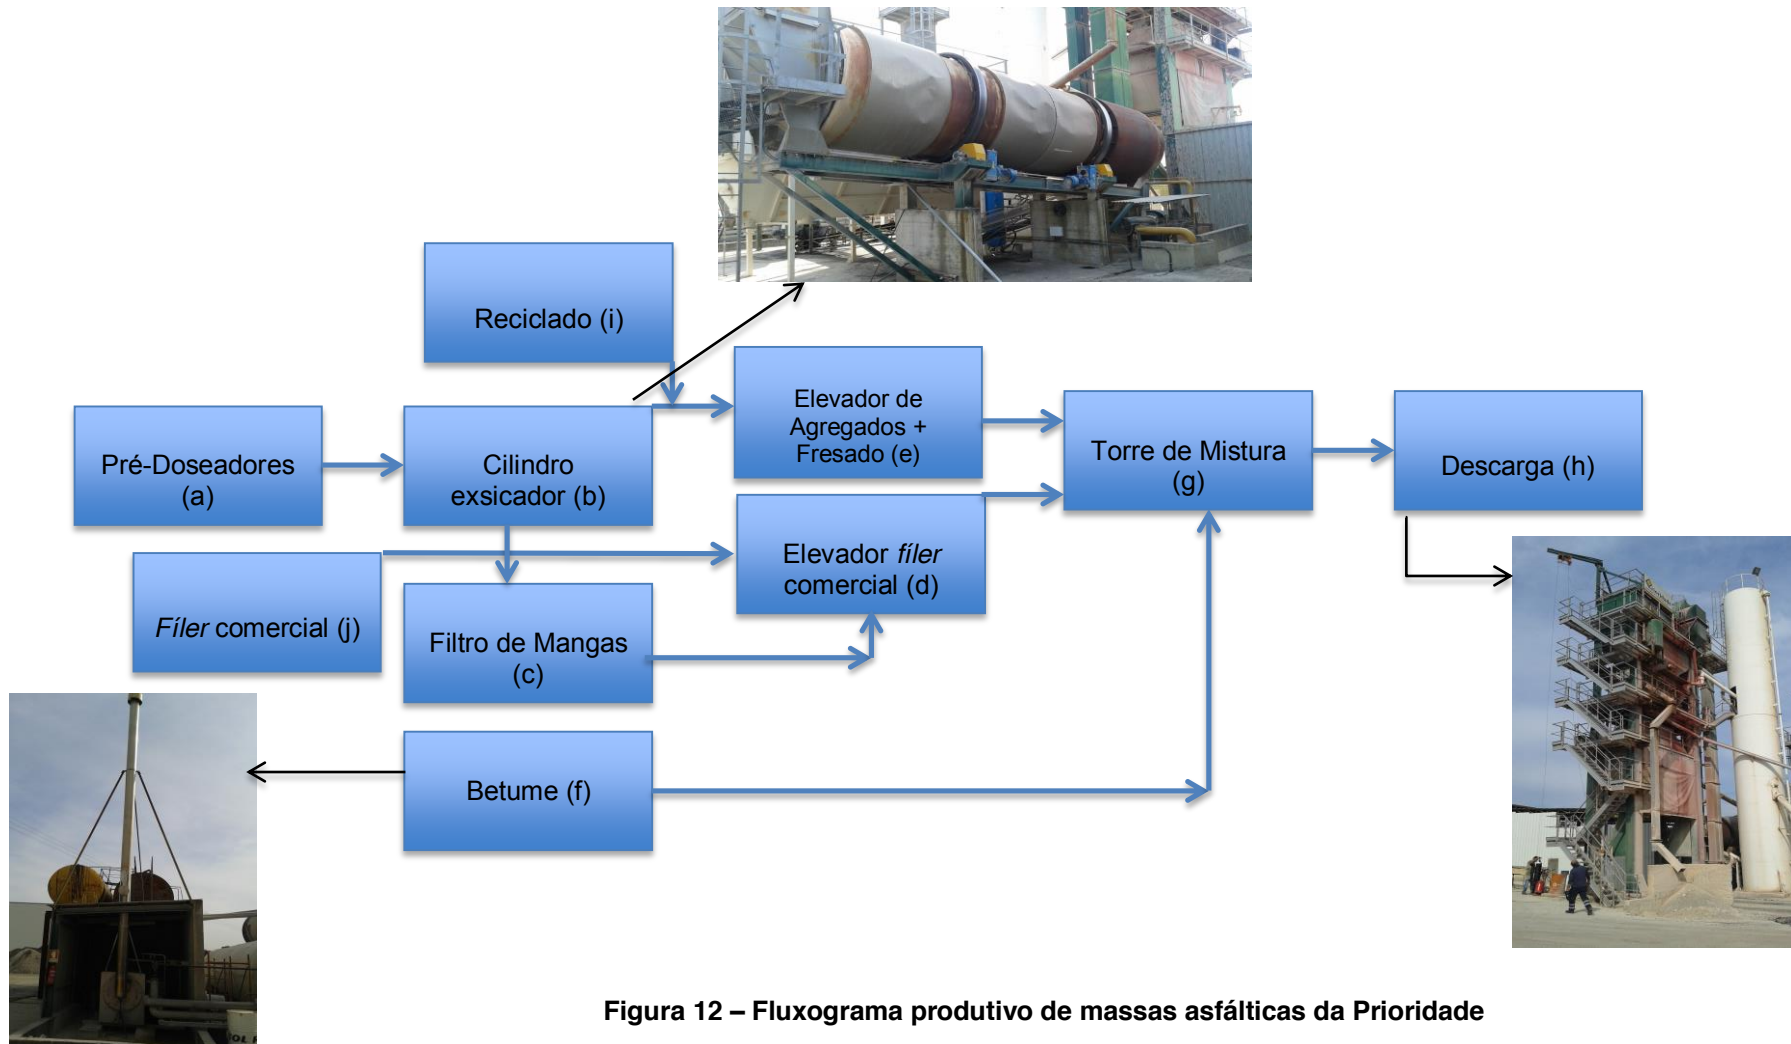 Reciclado (i)
Elevador de
Agregados +
Fresado (e)
Pré-Doseadores
(a)
Cilindro
exsicador (b)
Torre de Mistura
(g)
Descarga (h)
Elevador fíler
comercial (d)
Fíler comercial (j)
Filtro de Mangas
(c)
Betume (f)
Figura 12 – Fluxograma produtivo de massas asfálticas da Prioridade